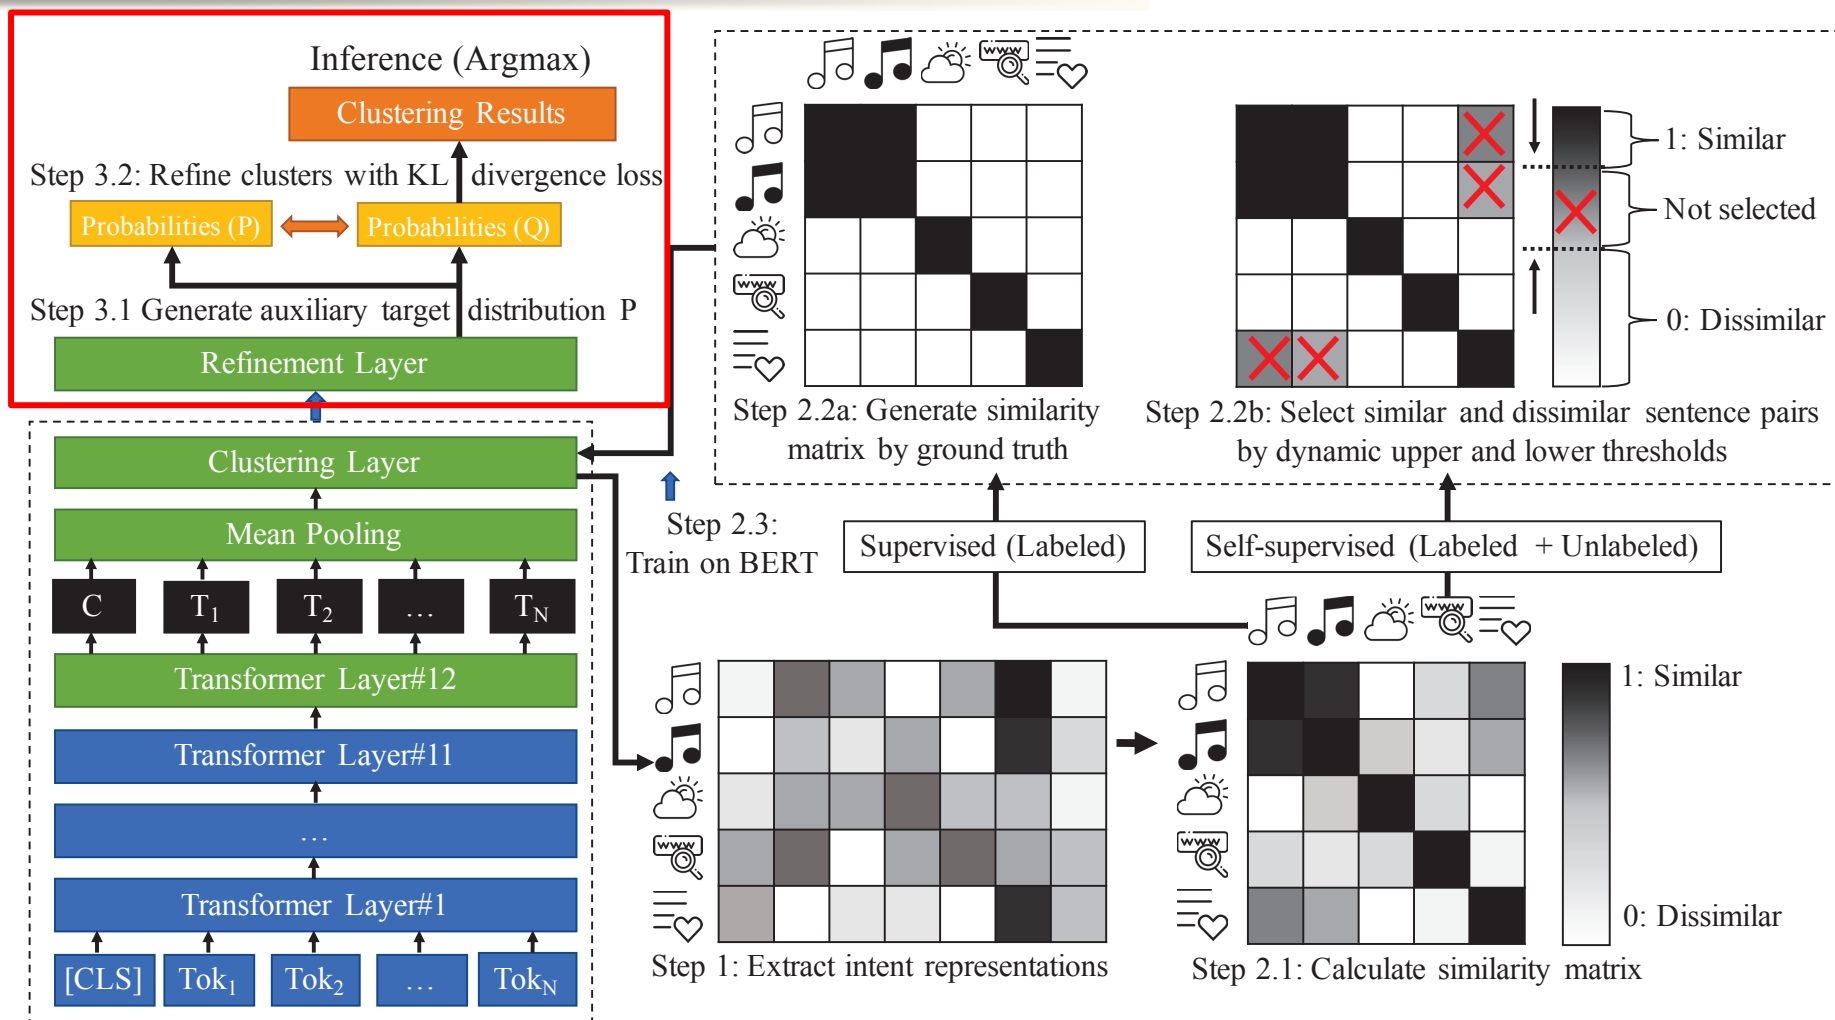 Inference (Argmax)
Clustering Results
Step 3.2: Refine clusters with KL divergence loss
Probabilities (P)
Probabilities (Q)
Step 3.1 Generate auxiliary target distribution P
Refinement Layer
Clustering Layer
Mean Pooling
C
T1
T2
...
TN
Transformer Layer#12
Transformer Layer#11
...
Transformer Layer#1
[CLS]
Tok1
Tok2
...
TokN
Step 2.3:
Train on BERT
www
www
Step 2.2a: Generate similarity
matrix by ground truth
1: Similar
Not selected
0: Dissimilar
Step 2.2b: Select similar and dissimilar sentence pairs
by dynamic upper and lower thresholds
Supervised (Labeled)
Self-supervised (Labeled + Unlabeled)
www
www
Step 1: Extract intent representations
www
1: Similar
0: Dissimilar
Step 2.1: Calculate similarity matrix